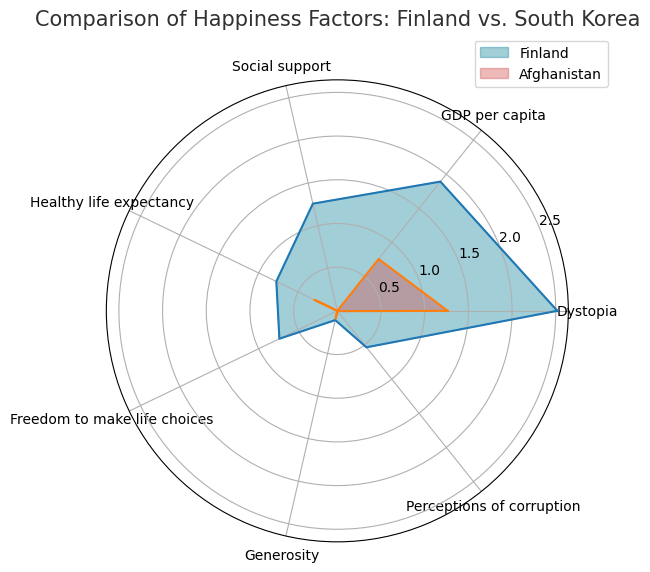 Comparison of Happiness Factors: Finland vs. South Korea
Finland
Afghanistan
Social support
GDP per capita
Healthy life expectancy
2.5
2.0
1.5
1.0
0.5
Dystopia
Freedom to make life choices
Perceptions of corruption
Generosity